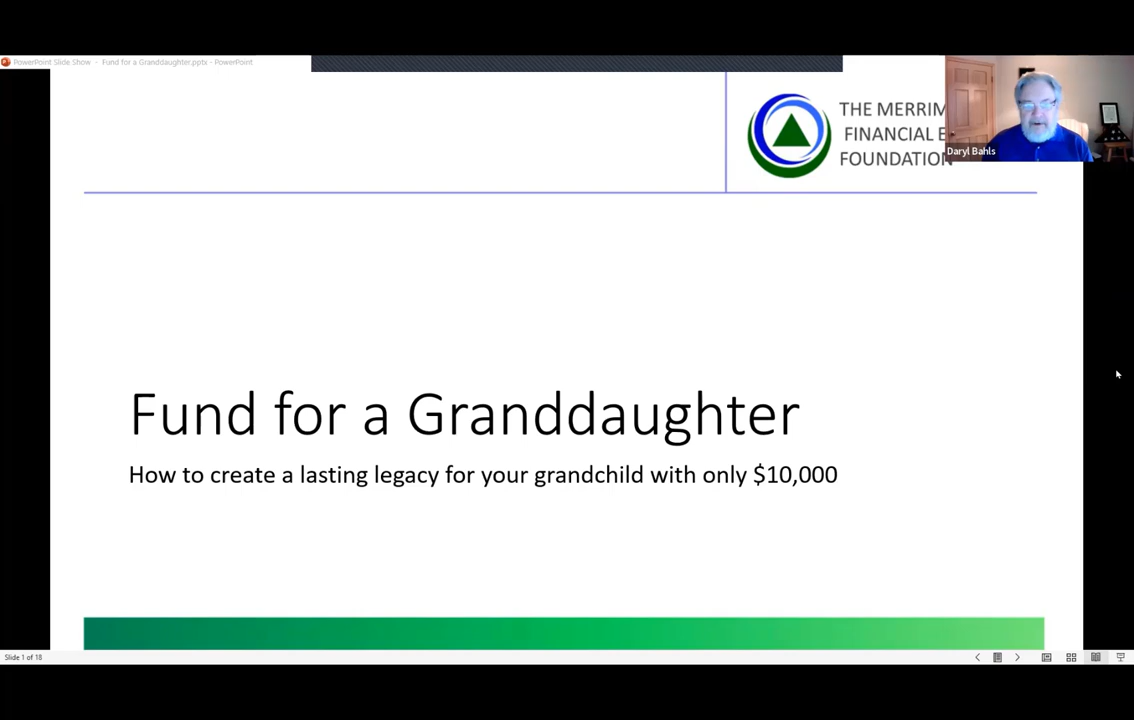 PowerPoint Slide Show - Fund for a Granddaughter.pptx - PowerPoint
THE MERRIM
FINANCIAL E
FOUNDATION
Daryl Bahls
Fund for a Granddaughter
How to create a lasting legacy for your grandchild with only $10,000
Slide 1 of 18